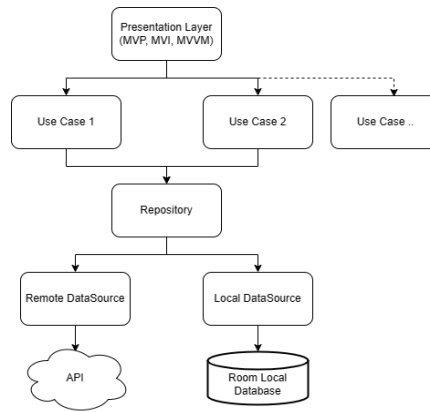 Presentation Layer
(MVP, MVI, MVVM)
Use Case 1
Use Case 2
Use Case ..
Repository
Remote DataSource
Local DataSource
API
Room Local
Database